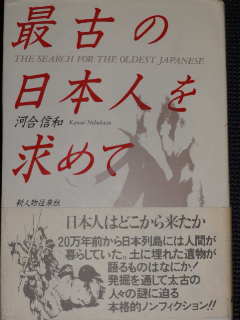 最古の
THE SEARCH FOR THE OLDEST JAPANESE
日本人を
河合信和 Kawai Nobukazu
求めて
新人物往来社
日本人はどこから来たか
20万年前から日本列島には人間が
暮らしていた。土に埋れた遺物が
語るものはなにか!
発掘を通して太古の
人々の謎に迫る
本格的ノンフィクション!!